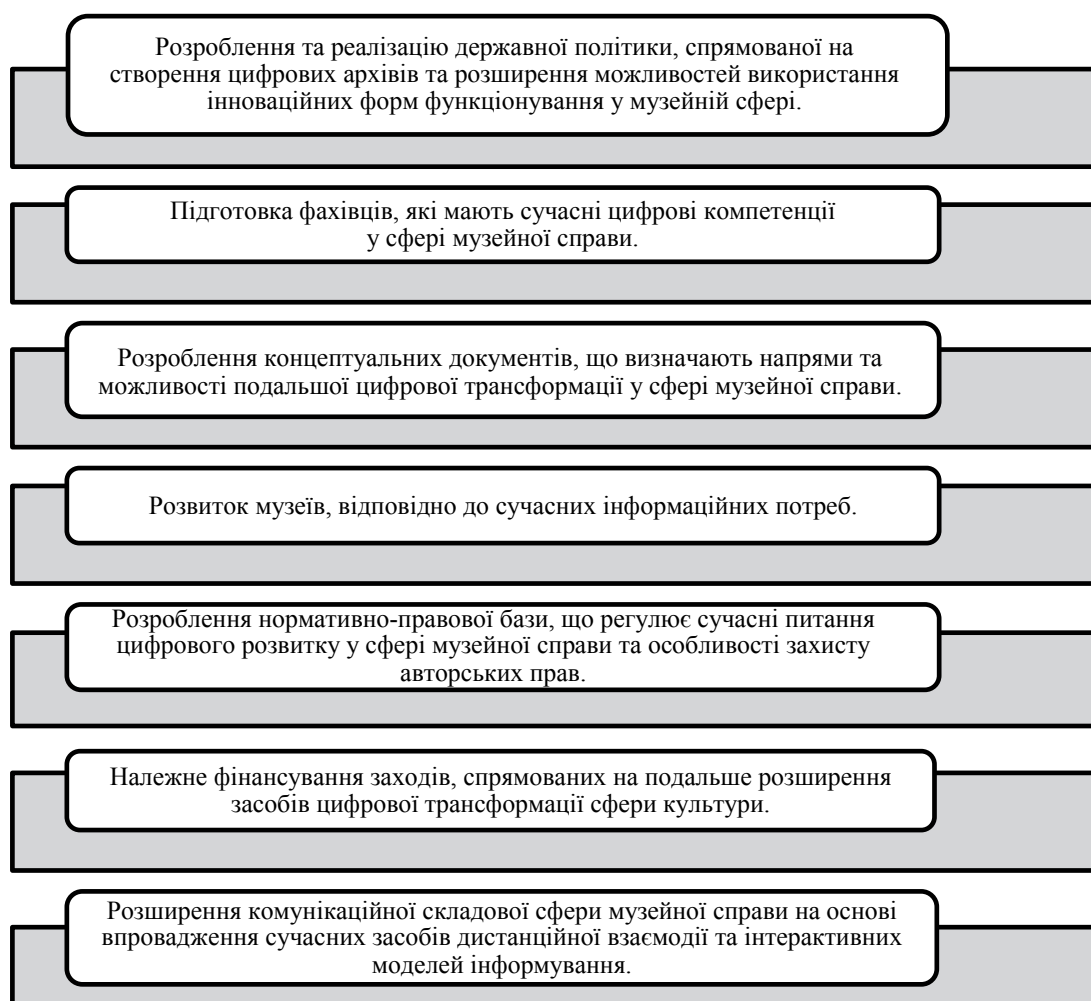 Розроблення та реалізацію державної політики, спрямованої на
створення цифрових архівів та розширення можливостей використання
інноваційних форм функціонування у музейній сфері.
Підготовка фахівців, які мають сучасні цифрові компетенції
у сфері музейної справи.
Розроблення концептуальних документів, що визначають напрями та
можливості подальшої цифрової трансформації у сфері музейної справи.
Розвиток музеїв, відповідно до сучасних інформаційних потреб.
Розроблення нормативно-правової бази, що регулює сучасні питання
цифрового розвитку у сфері музейної справи та особливості захисту
авторських прав.
Належне фінансування заходів, спрямованих на подальше розширення
засобів цифрової трансформації сфери культури.
Розширення комунікаційної складової сфери музейної справи на основі
впровадження сучасних засобів дистанційної взаємодії та інтерактивних
моделей інформування.